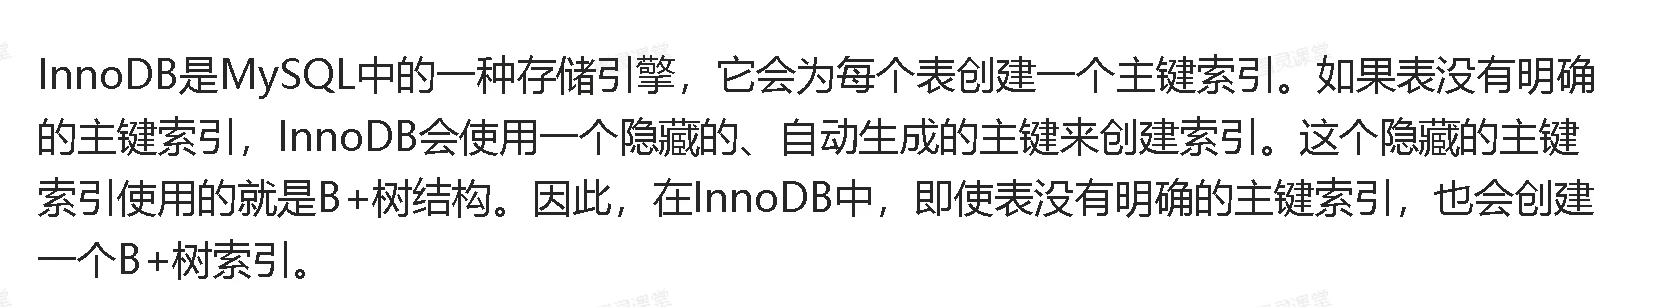 InnoDB是MySQL中的一种存储引擎，它会为每个表创建一个主键索引。如果表没有明确
的主键索引，InnoDB会使用一个隐藏的、自动生成的主键来创建索引。这个隐藏的主键
索引使用的就是B+树结构。因此，在InnoDB中，即使表没有明确的主键索引，也会创建
一个B+树索引。